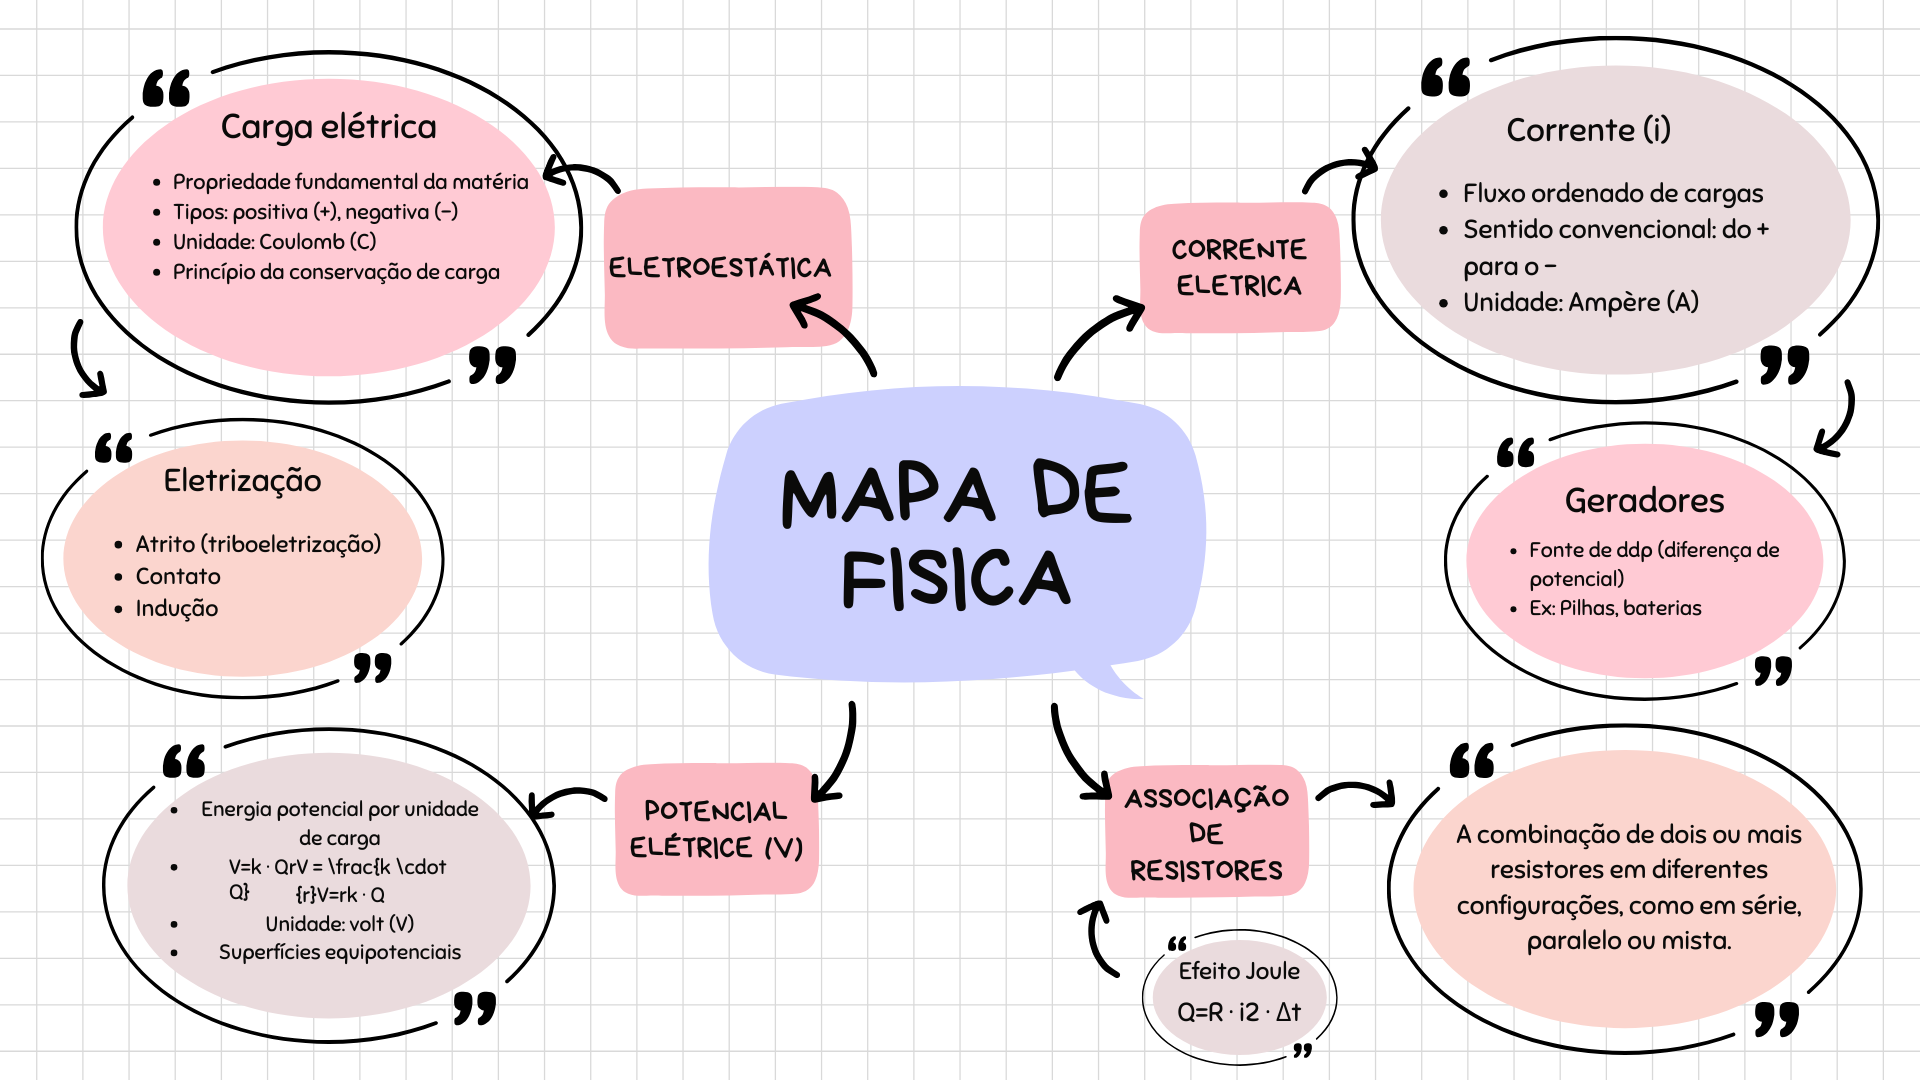 Carga elétrica
• Propriedade fundamental da matéria
• Tipos: positiva (+), negativa (−)
• Unidade: Coulomb (C)
• Princípio da conservação de carga
ELETROESTÁTICA
CORRENTE
ELETRICA
Corrente (i)
• Fluxo ordenado de cargas
• Sentido convencional: do +
para o −
• Unidade: Ampère (A)
Eletrização
• Atrito (triboeletrização)
• Contato
• Indução
MAPA DE
FISICA
Geradores
• Fonte de ddp (diferença de
potencial)
• Ex: Pilhas, baterias
• Energia potencial por unidade
de carga
• V=k · QrV = \frac{k \cdot
Q} {r}V=rk · Q
• Unidade: volt (V)
• Superfícies equipotenciais
POTENCIAL
ELÉTRICE (V)
ASSOCIAÇÃO
DE
RESISTORES
A combinação de dois ou mais
resistores em diferentes
configurações, como em série,
paralelo ou mista.
Efeito Joule
Q=R · i2 · Δt